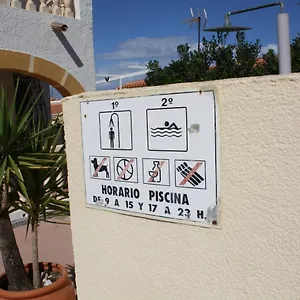 1º 2º
HORARIO PISCINA
DE 9 A 15 Y 17 A 23 H.